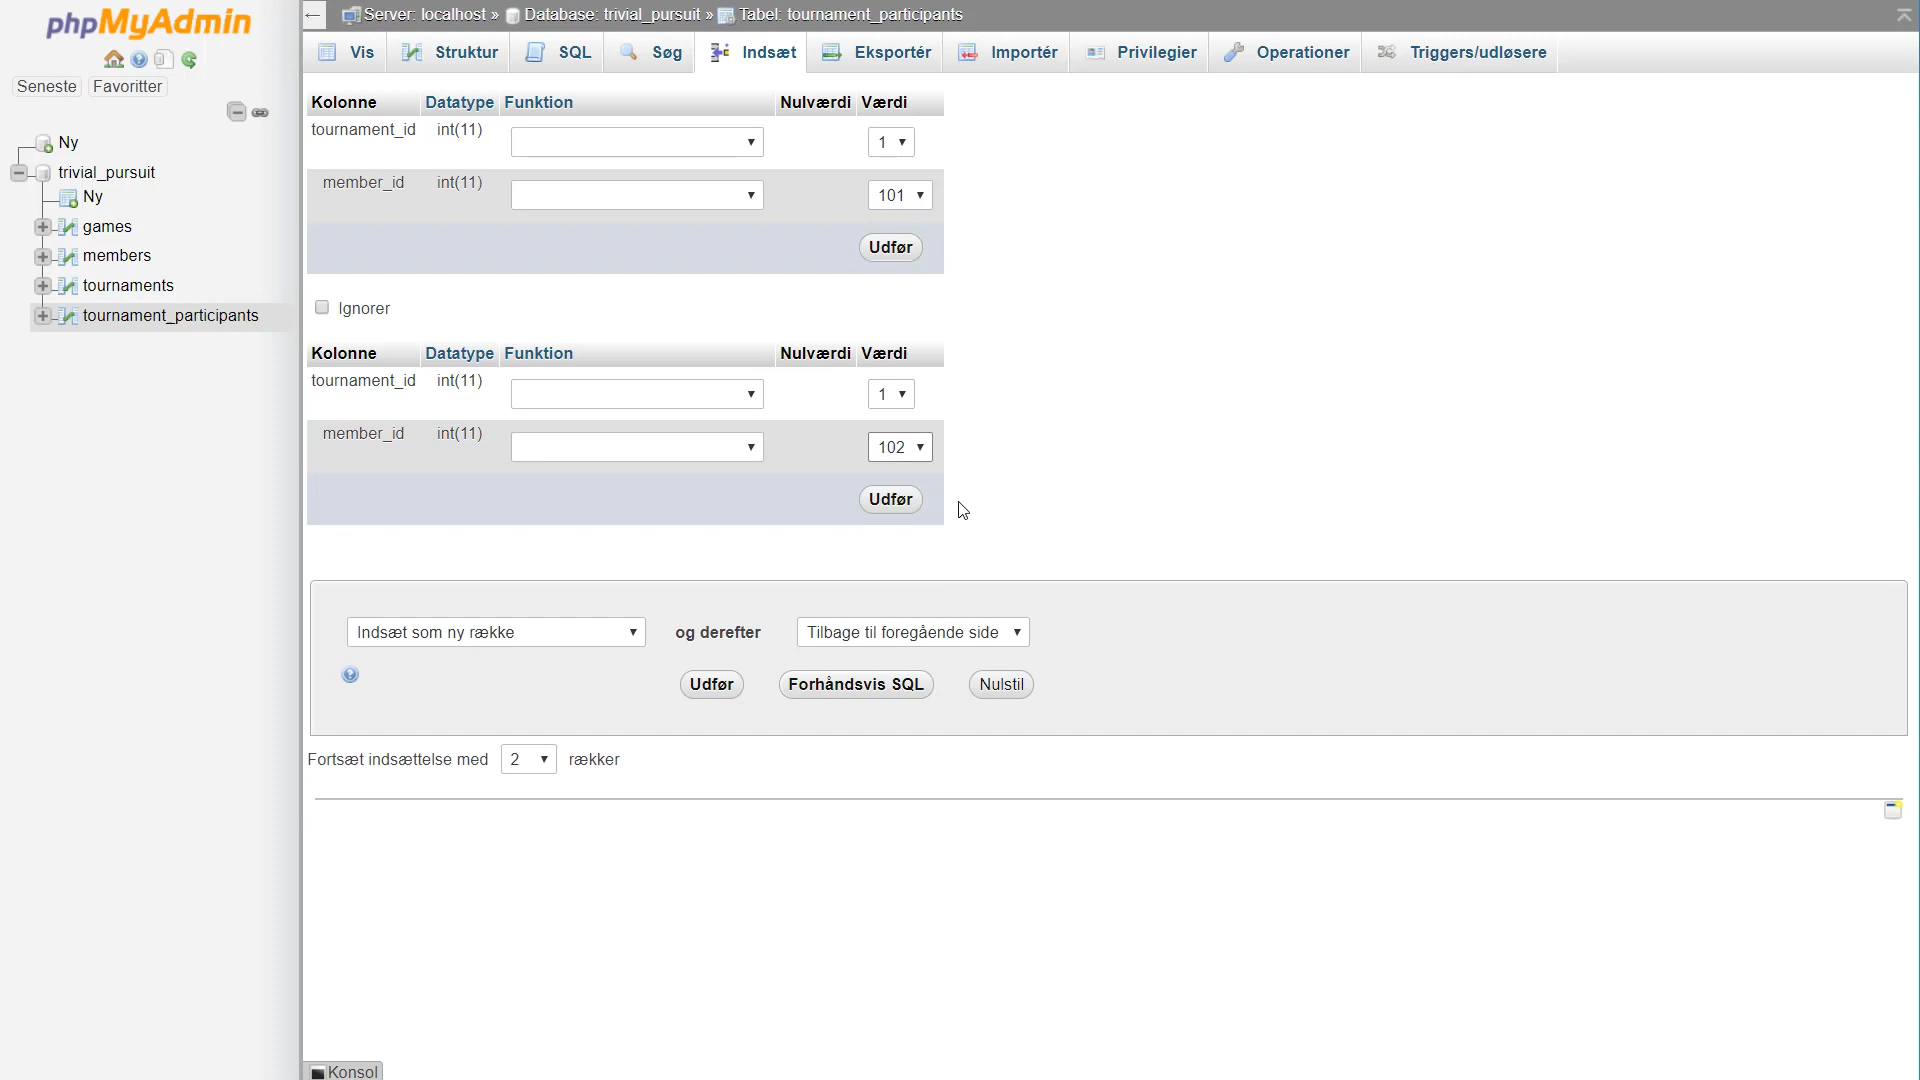 phpMyAdmin
Seneste Favoritter
Ny
trivial_pursuit
Ny
games
members
tournaments
tournament_participants
Server: localhost » Database: trivial_pursuit » Tabel: tournament_participants
Vis Struktur SQL Søg Indsæt Eksportér Importér Privilegier Operationer Triggers/udløsere
Kolonne Datatype Funktion Nulværdi Værdi
tournament_id int(11) 1
member_id int(11) 101
Udfør
Ignorer
Kolonne Datatype Funktion Nulværdi Værdi
tournament_id int(11) 1
member_id int(11) 102
Udfør
Indsæt som ny række og derefter Tilbage til foregående side
Udfør Forhåndsvis SQL Nulstil
Fortsæt indsættelse med 2 rækker
Konsol